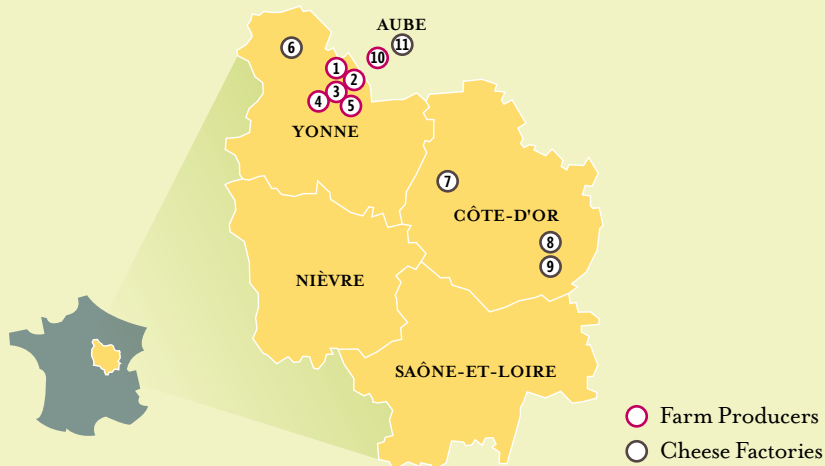 AUBE
11
6
10
1
2
3
4
5
YONNE
7
CÔTE-D'OR
8
9
NIÈVRE
SAÔNE-ET-LOIRE
Farm Producers
Cheese Factories